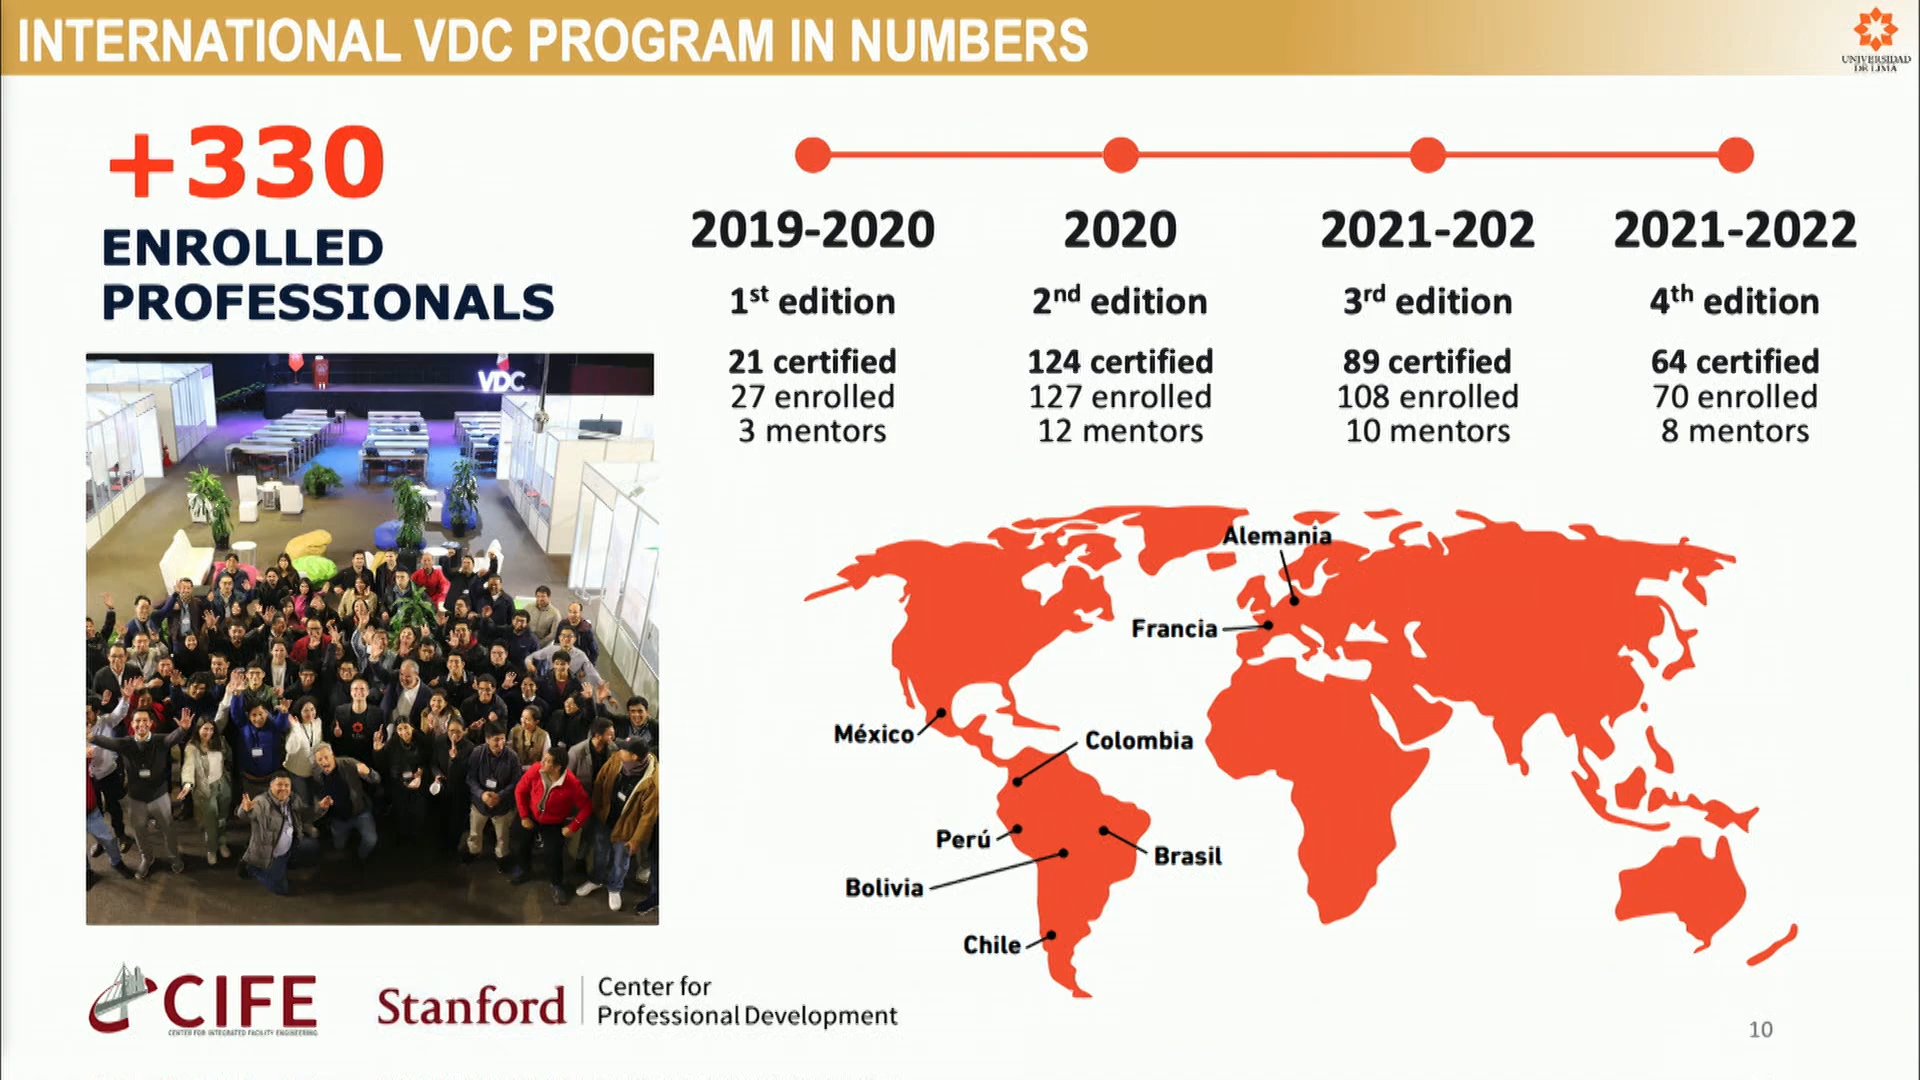 INTERNATIONAL VDC PROGRAM IN NUMBERS
UNIVERSIDAD
DE LIMA
+330
ENROLLED
PROFESSIONALS
VDC
2019-2020
1st edition
21 certified
27 enrolled
3 mentors
2020
2nd edition
124 certified
127 enrolled
12 mentors
2021-202
3rd edition
89 certified
108 enrolled
10 mentors
2021-2022
4th edition
64 certified
70 enrolled
8 mentors
Alemania
Francia
México
Colombia
Perú
Brasil
Bolivia
Chile
CIFE
CENTER FOR INTEGRATED FACILITY ENGINEERING
Stanford
Center for
Professional Development
10